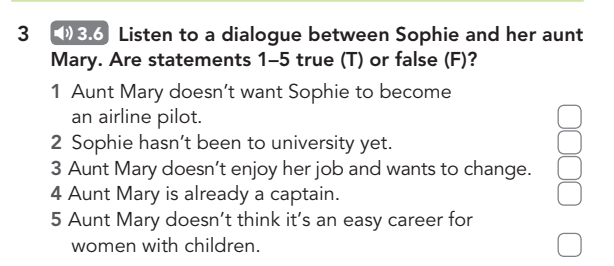 3 3.6 Listen to a dialogue between Sophie and her aunt
Mary. Are statements 1–5 true (T) or false (F)?
1 Aunt Mary doesn't want Sophie to become
an airline pilot.
2 Sophie hasn't been to university yet.
3 Aunt Mary doesn't enjoy her job and wants to change.
4 Aunt Mary is already a captain.
5 Aunt Mary doesn't think it's an easy career for
women with children.